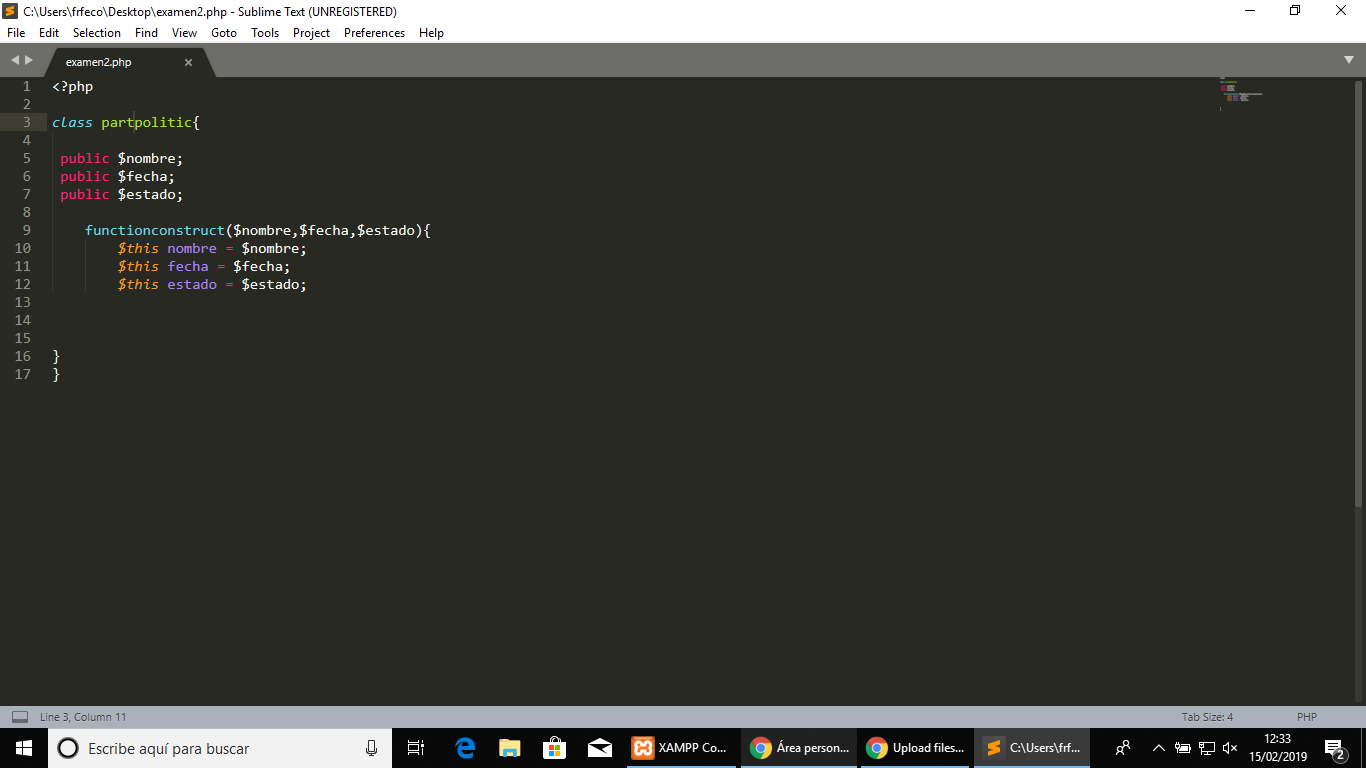 C:\Users\frfeco\Desktop\examen2.php - Sublime Text (UNREGISTERED)
File Edit Selection Find View Goto Tools Project Preferences Help
examen2.php
1 <?php
2
3 class partpolitic{
4
5 public $nombre;
6 public $fecha;
7 public $estado;
8
9 functionconstruct($nombre,$fecha,$estado){
10 $this nombre = $nombre;
11 $this fecha = $fecha;
12 $this estado = $estado;
13
14
15
16 }
17 }
Line 3, Column 11 Tab Size: 4 PHP
Escribe aquí para buscar XAMPP Co... Área person... Upload files... C:\Users\frf... 12:33
15/02/2019 2